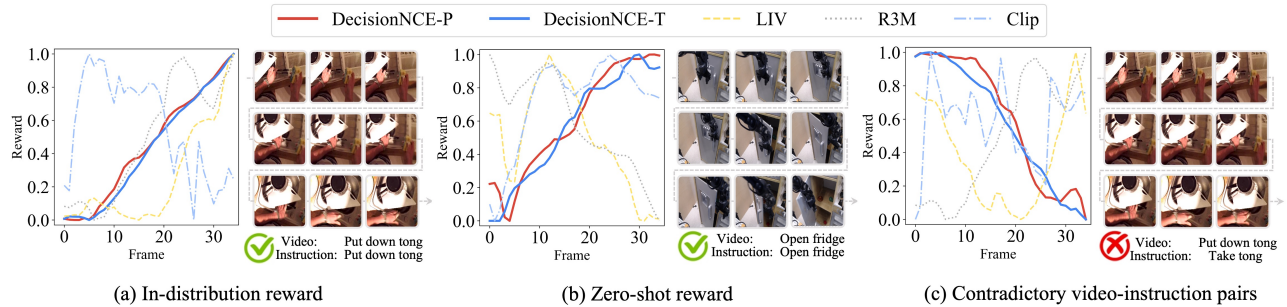 DecisionNCE-P DecisionNCE-T LIV R3M Clip
Reward
1.0
0.8
0.6
0.4
0.2
0.0
0 10 20 30
Frame
Video: Put down tong
Instruction: Put down tong
(a) In-distribution reward
Reward
1.0
0.8
0.6
0.4
0.2
0.0
0 10 20 30
Frame
Video: Open fridge
Instruction: Open fridge
(b) Zero-shot reward
Reward
1.0
0.8
0.6
0.4
0.2
0.0
0 10 20 30
Frame
Video: Put down tong
Instruction: Take tong
(c) Contradictory video-instruction pairs